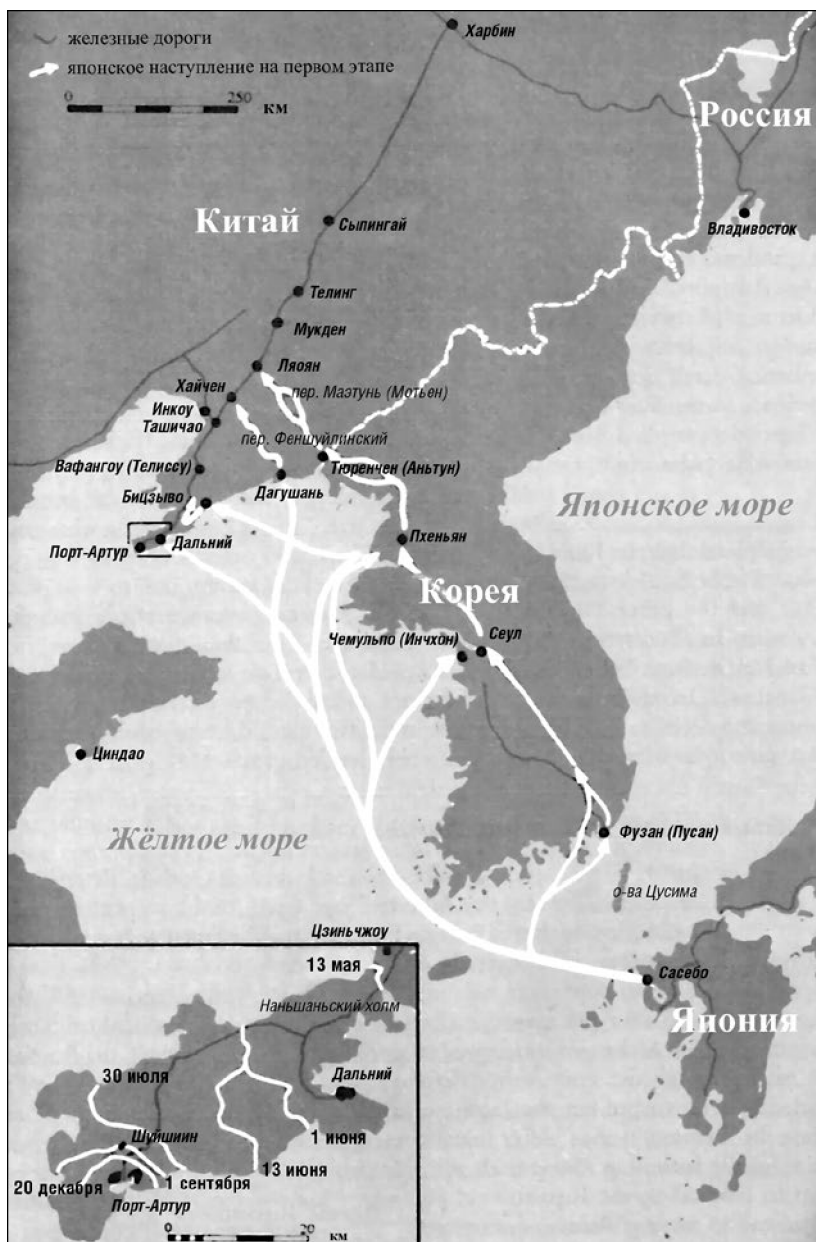 железные дороги
японское наступление на первом этапе
0 250 км
Харбин
Россия
Владивосток
Китай
Сыпингай
Телинг
Мукден
Ляоян
пер. Маэтунь (Мотьен)
Хайчен
Инкоу
Ташичао
пер. Феншуйлинский
Вафангоу (Телиссу)
Тюренчен (Аньтун)
Бицзыво
Дагушань
Японское море
Порт-Артур
Дальний
Пхеньян
Корея
Чемульпо (Инчхон)
Сеул
Циндао
Жёлтое море
Фузан (Пусан)
о-ва Цусима
Сасебо
Япония
Цзиньчжоу
13 мая
Наньшаньский холм
30 июля
Дальний
Шуйшиин
1 июня
13 июня
20 декабря
1 сентября
Порт-Артур
0 20
км